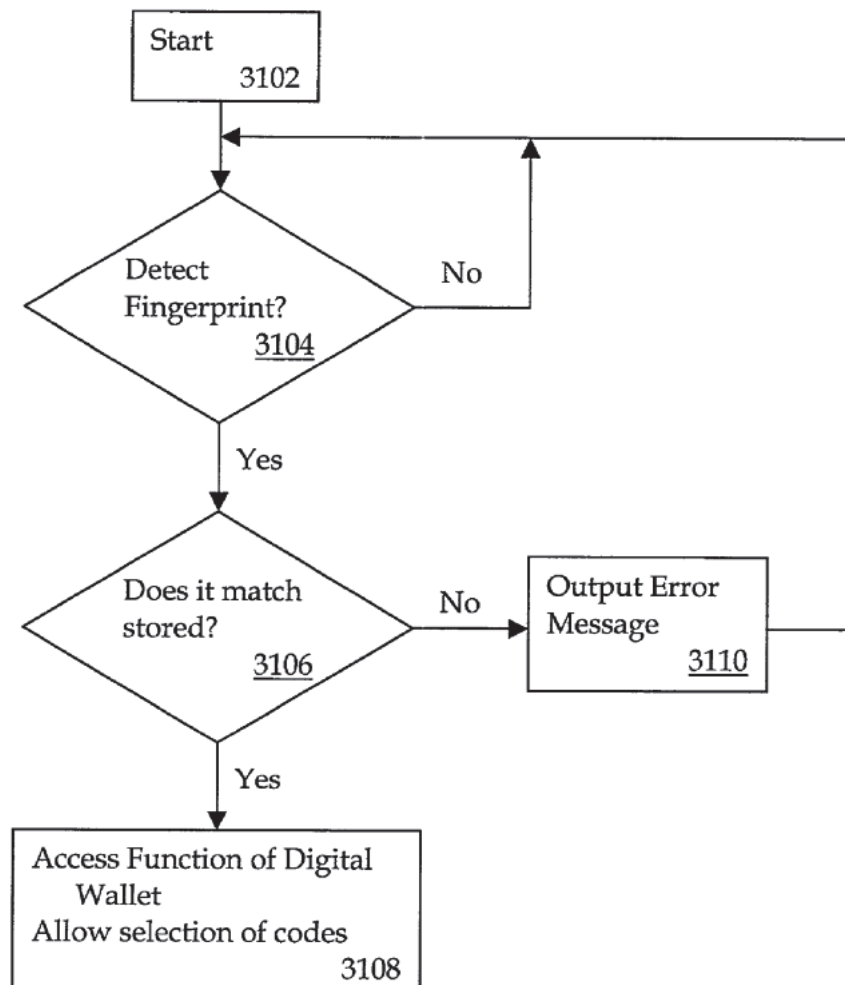 Start
3102
Detect
Fingerprint?
No
3104
Yes
Does it match
stored?
No
3106
Output Error
Message
3110
Yes
Access Function of Digital
Wallet
Allow selection of codes
3108